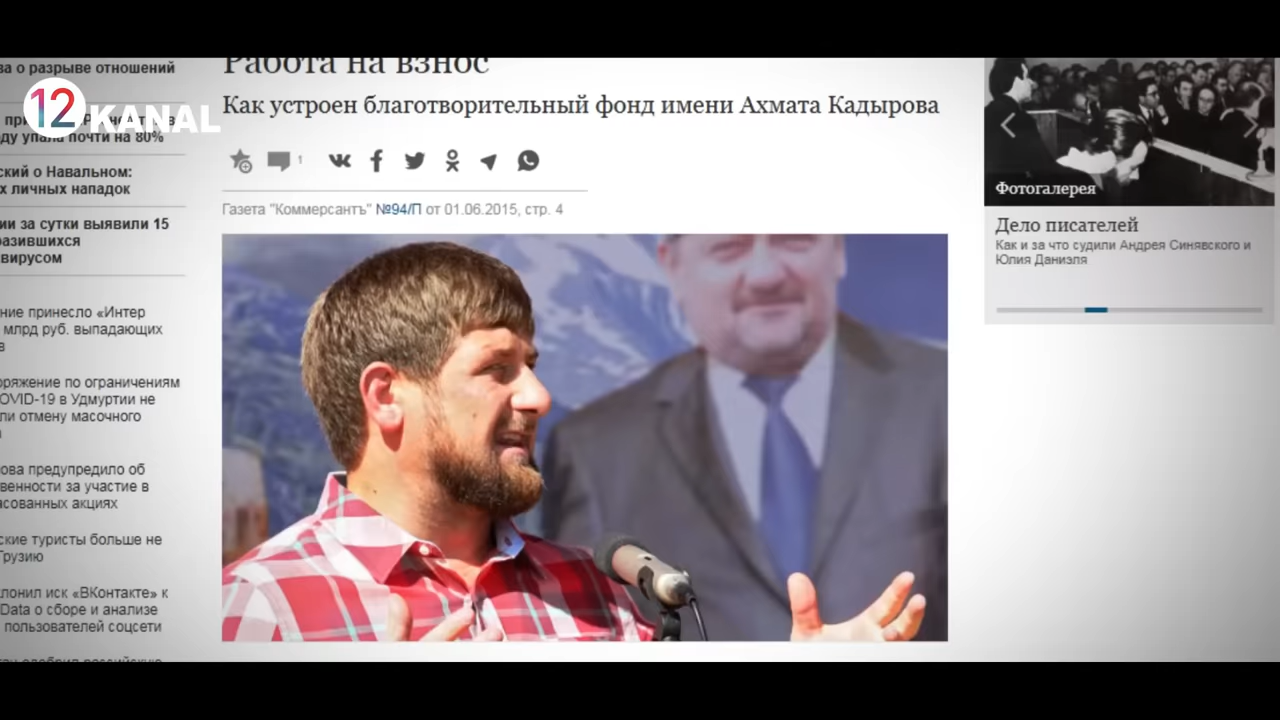 12 KANAL
Работа на взнос
Как устроен благотворительный фонд имени Ахмата Кадырова
1
Газета "Коммерсантъ" №94/П от 01.06.2015, стр. 4
ва о разрыве отношений
ду упала почти на 80%
ский о Навальном:
х личных нападок
ии за сутки выявили 15
разившихся
вирусом
ние принесло «Интер
млрд руб. выпадающих
в
оряжение по ограничениям
OVID-19 в Удмуртии не
ли отмену масочного
ова предупредило об
венности за участие в
асованных акциях
ские туристы больше не
Грузию
лонил иск «ВКонтакте» к
Data о сборе и анализе
пользователей соцсети
Фотогалерея
Дело писателей
Как и за что судили Андрея Синявского и
Юлия Даниэля